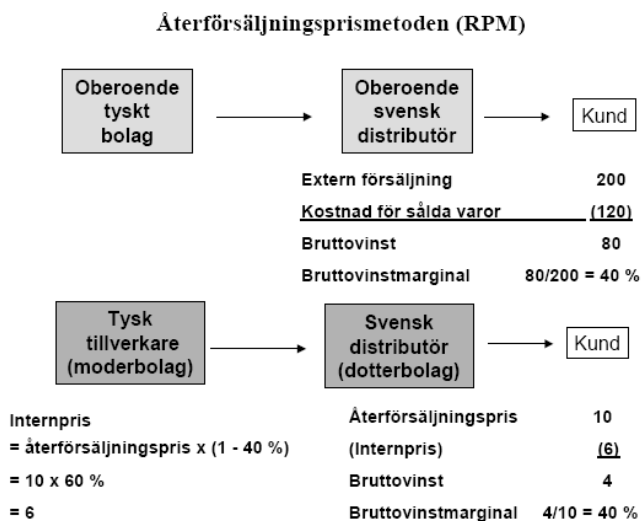 Återförsäljningsprismetoden (RPM)
Oberoende
tyskt
bolag
Oberoende
svensk
distributör
Kund
Extern försäljning 200
Kostnad för sålda varor (120)
Bruttovinst 80
Bruttovinstmarginal 80/200 = 40 %
Tysk
tillverkare
(moderbolag)
Svensk
distributör
(dotterbolag)
Kund
Internpris
= återförsäljningspris x (1 - 40 %)
= 10 x 60 %
= 6
Återförsäljningspris 10
(Internpris) (6)
Bruttovinst 4
Bruttovinstmarginal 4/10 = 40 %